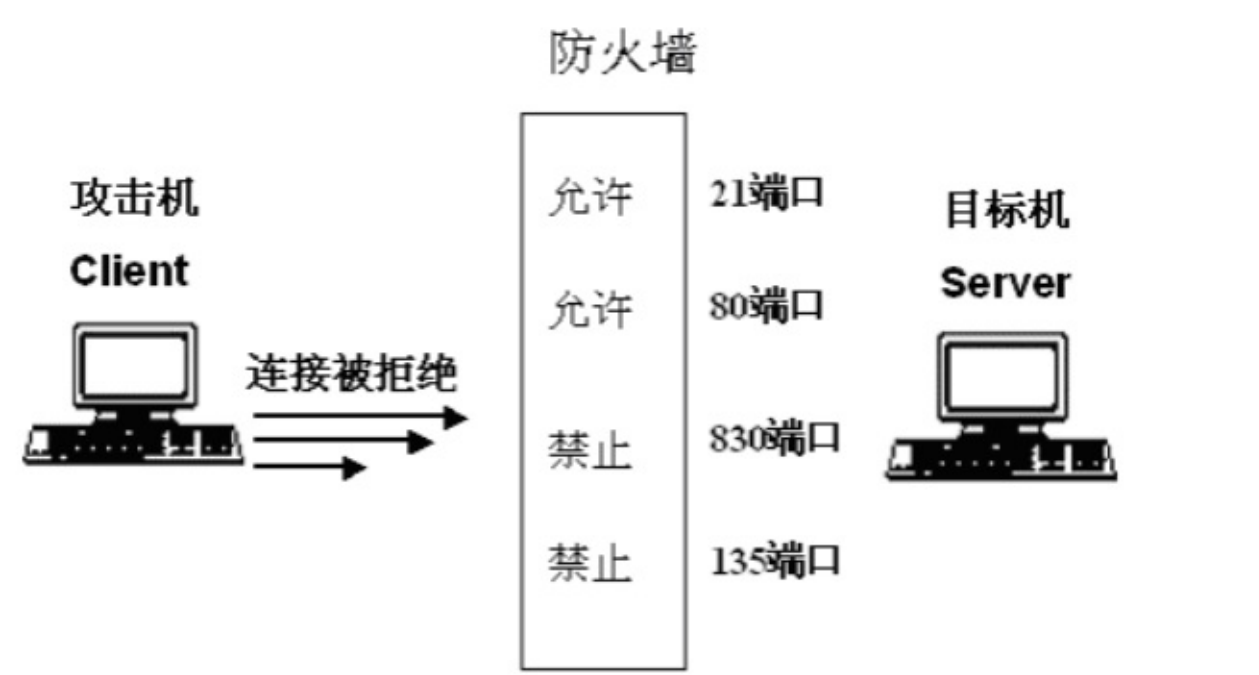 防火墙
攻击机
Client
连接被拒绝
允许
21端口
允许
80端口
禁止
830端口
禁止
135端口
目标机
Server